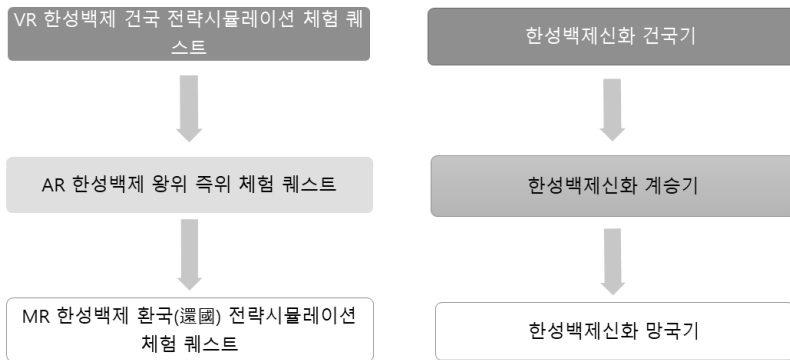 VR 한성백제 건국 전략시뮬레이션 체험 퀘
스트
한성백제신화 건국기
AR 한성백제 왕위 즉위 체험 퀘스트
한성백제신화 계승기
MR 한성백제 환국(還國) 전략시뮬레이션
체험 퀘스트
한성백제신화 망국기